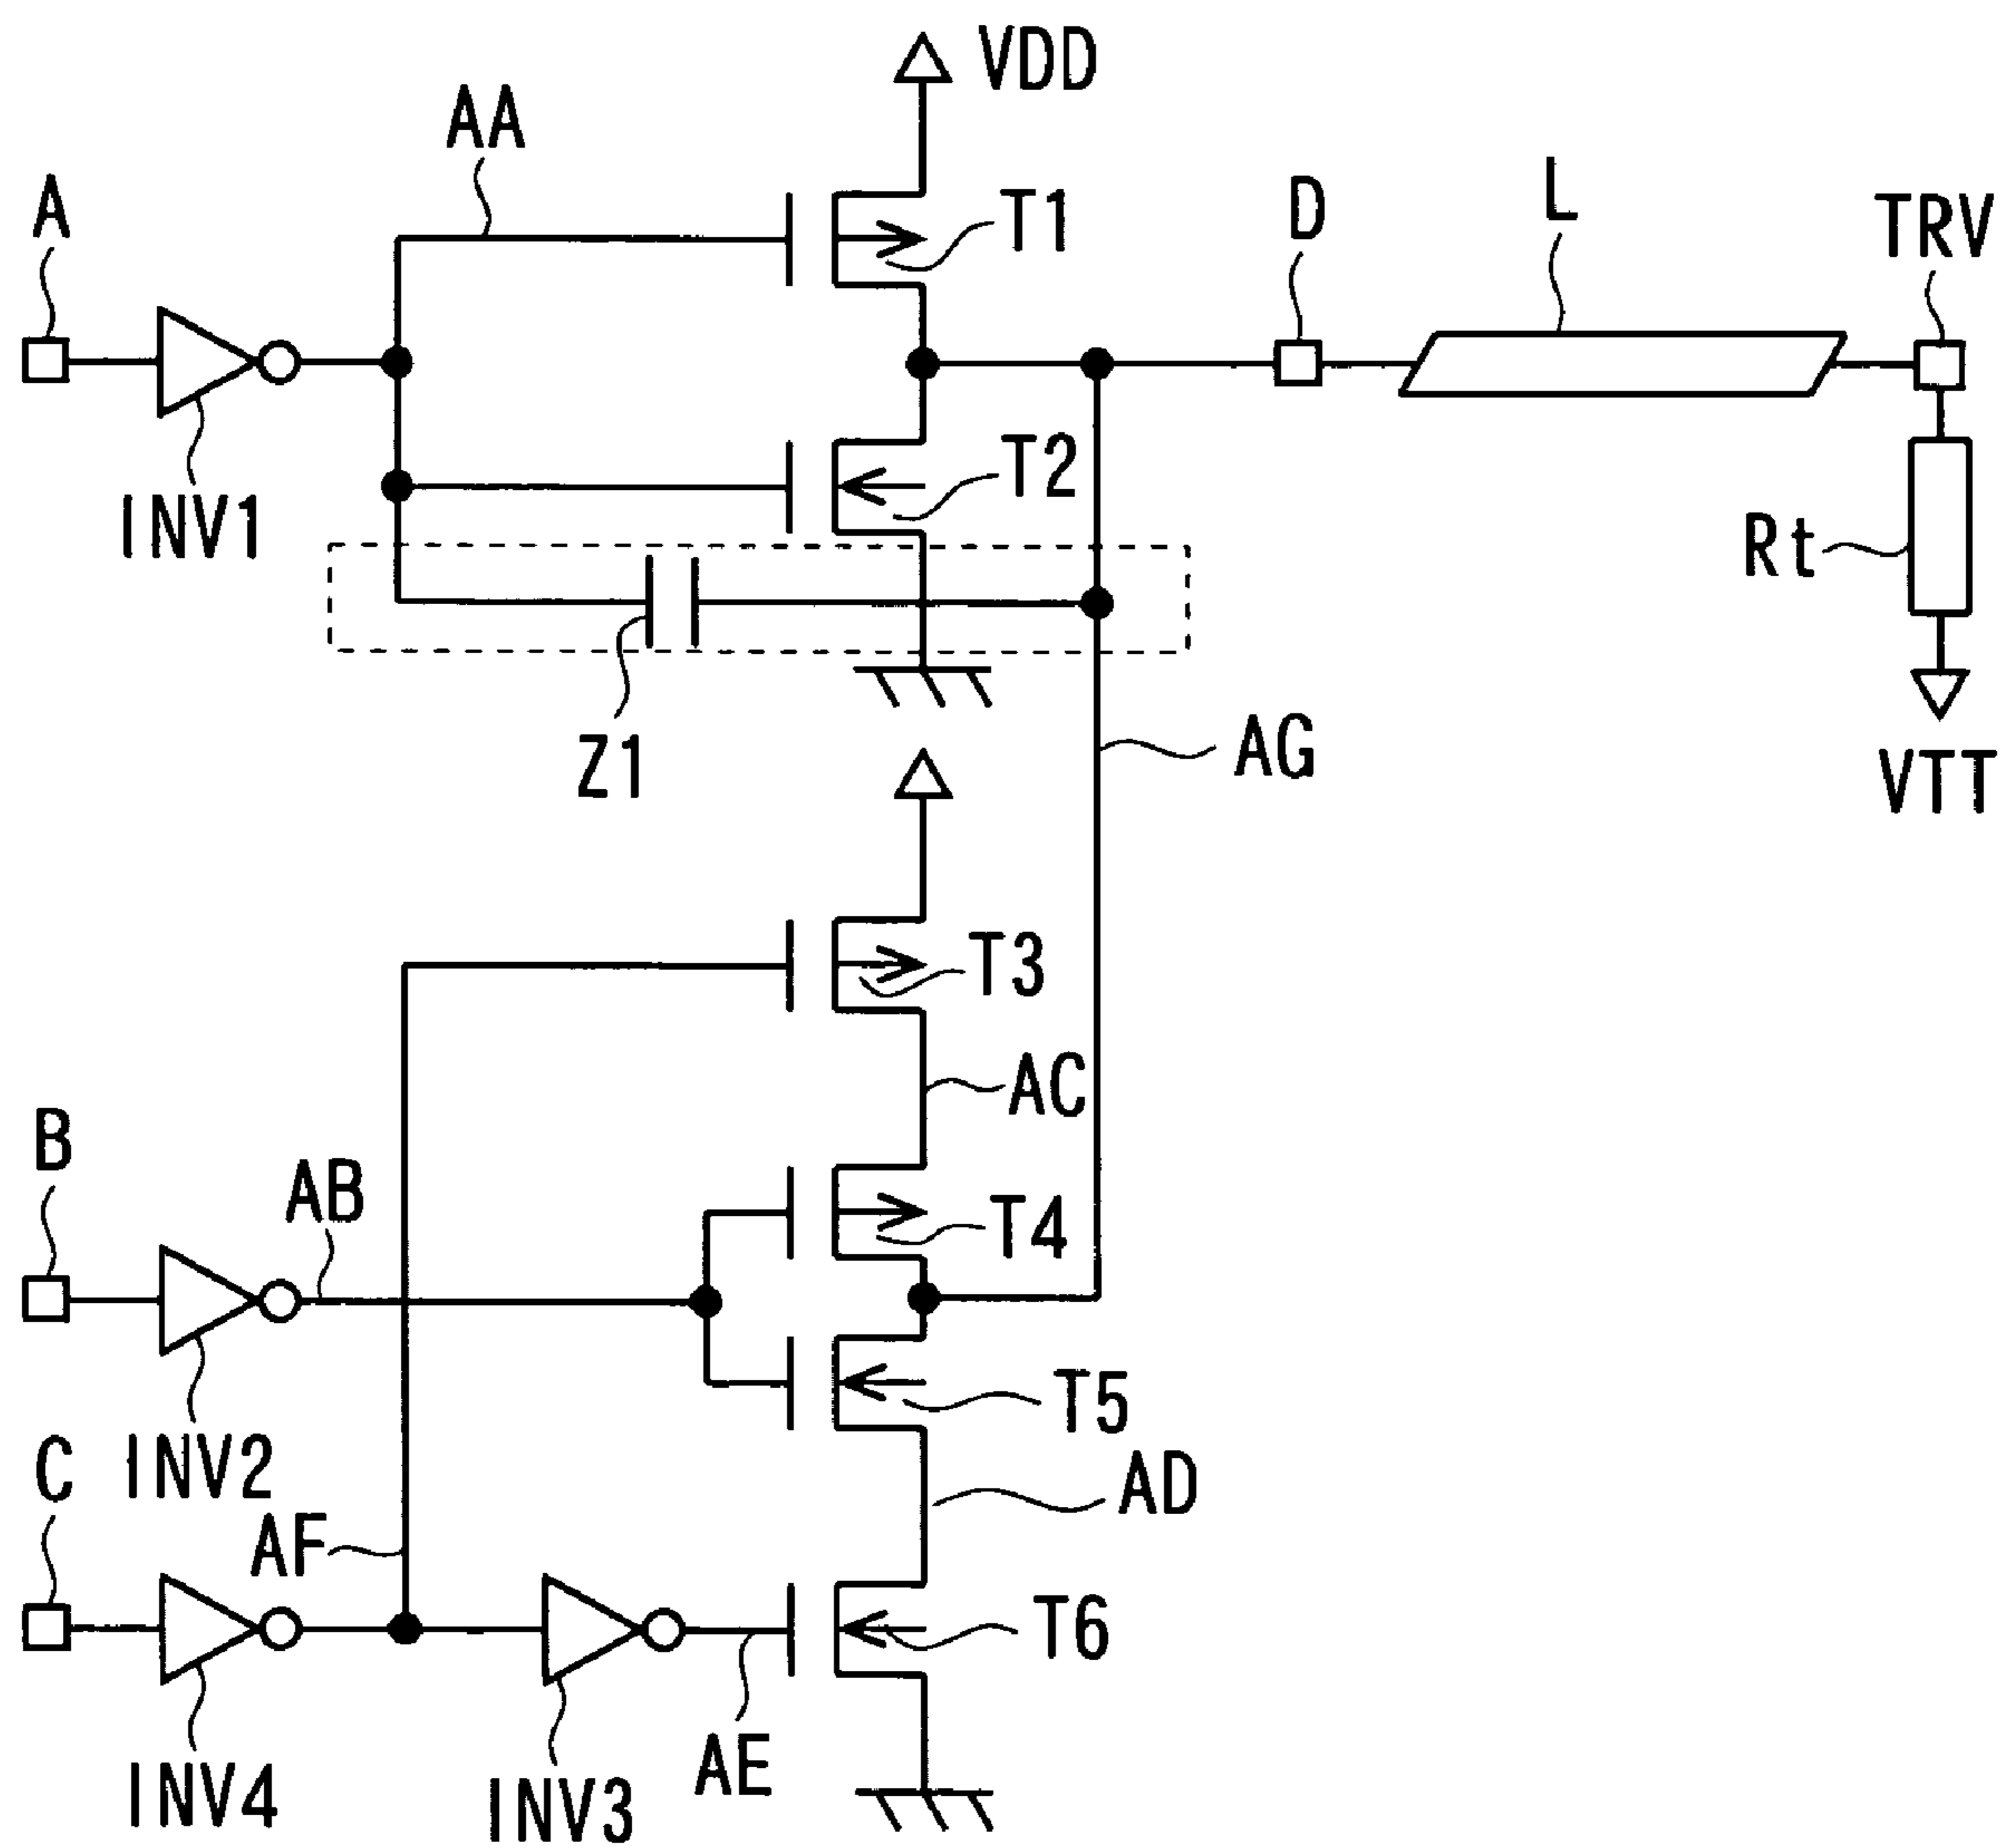 VDD
AA
A
T1
D
L
TRV
T2
INV1
Rt
Z1
AG
VTT
T3
AC
B
AB
T4
T5
INV2
C
AD
AF
T6
AE
INV4
INV3